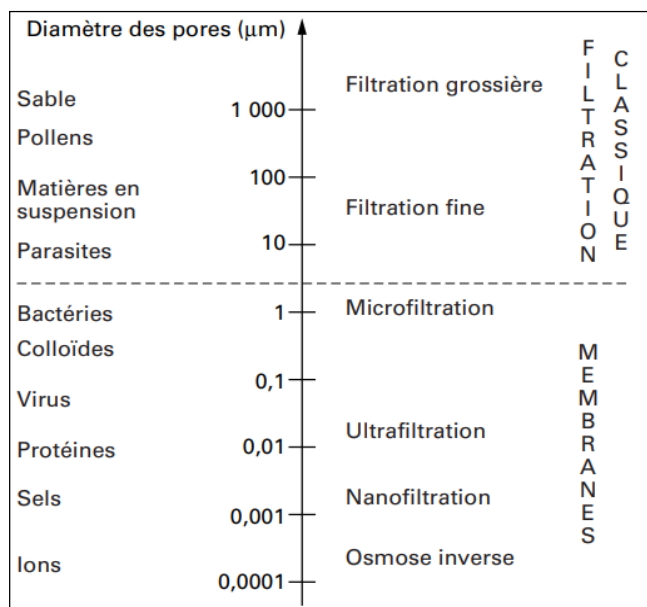 Diamètre des pores (μm)
Sable
1 000
Filtration grossière
Pollens
100
Matières en
suspension
Filtration fine
Parasites
10
FILTRATION
CLASSIQUE
Bactéries
1
Microfiltration
Colloïdes
0,1
Virus
Ultrafiltration
Protéines
0,01
Sels
Nanofiltration
0,001
Ions
Osmose inverse
0,0001
MEMBRANES